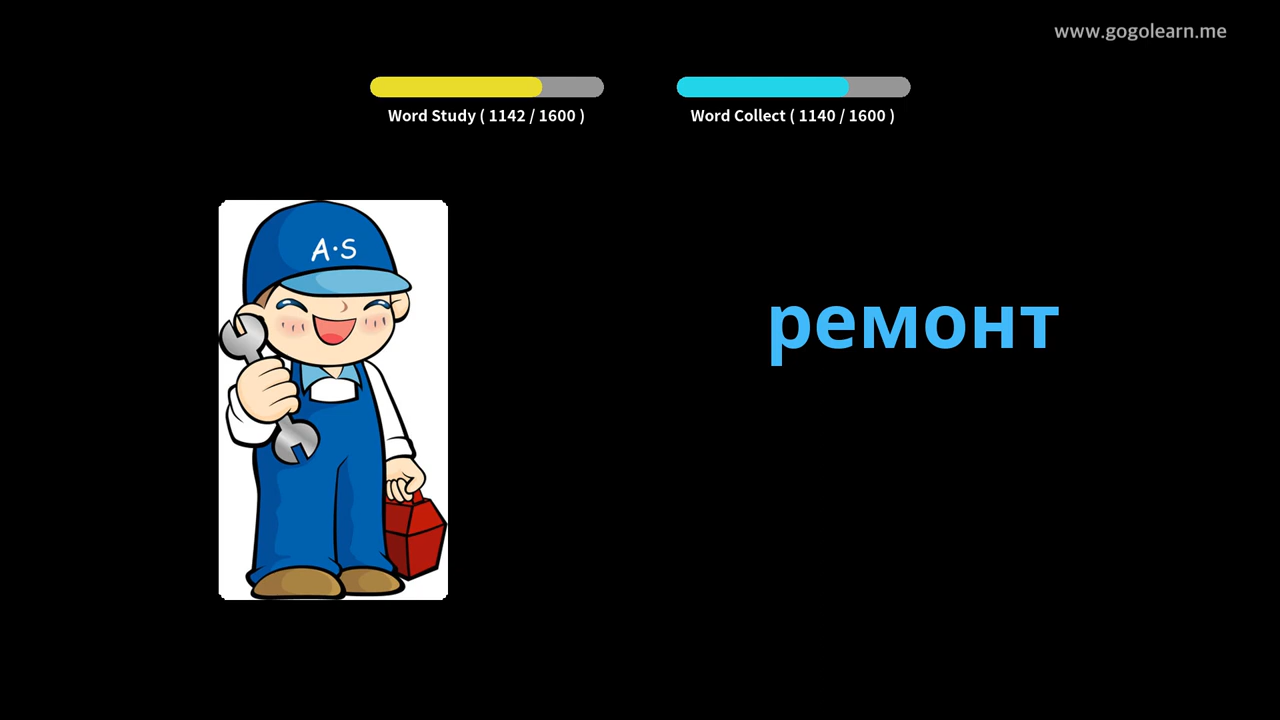 www.gogolearn.me
Word Study ( 1142 / 1600 )
Word Collect ( 1140 / 1600 )
A·S
ремонт